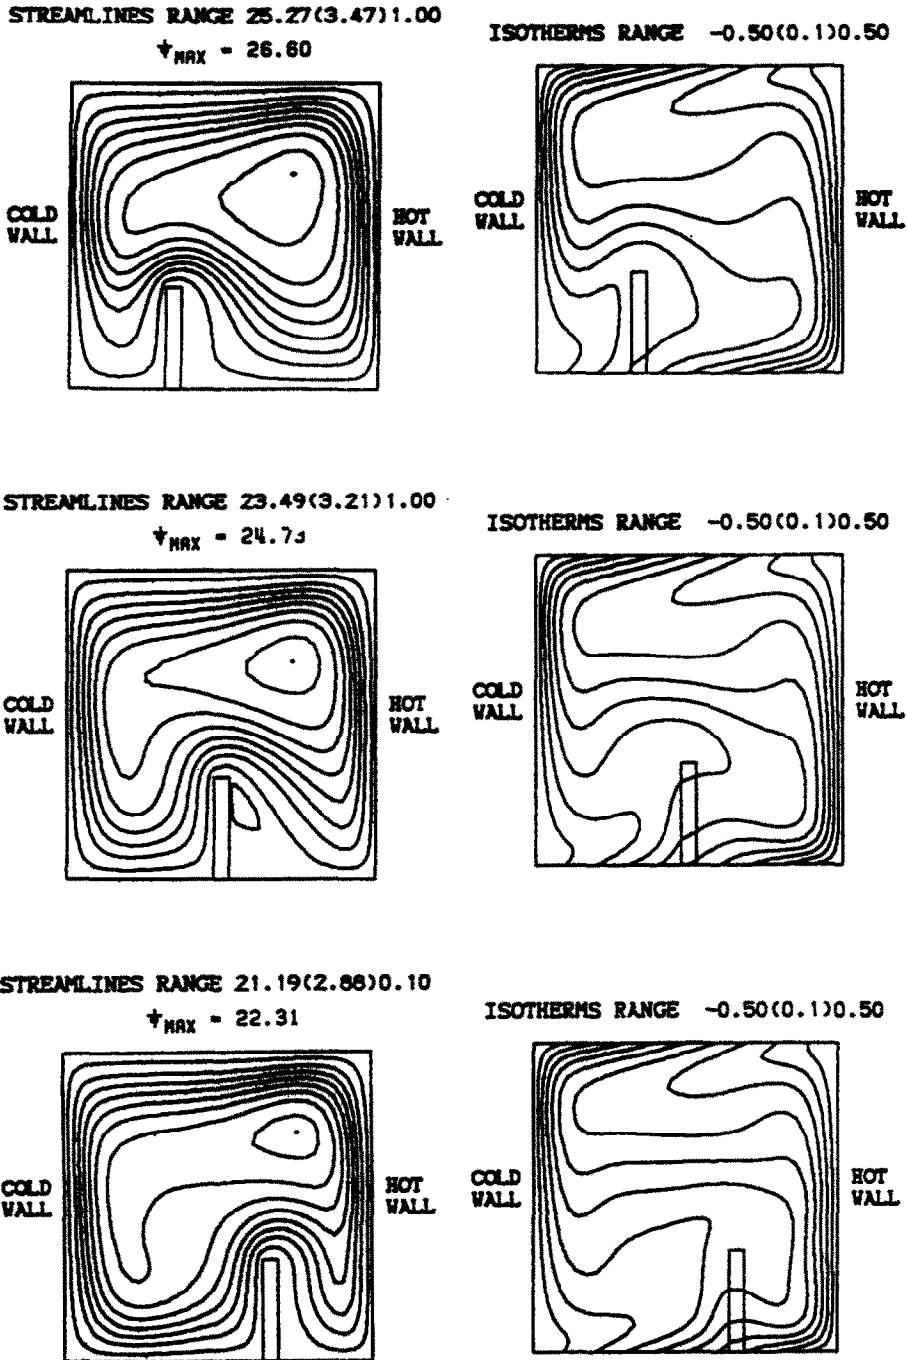 STREAMLINES RANGE 25.27(3.47)1.00
ψMAX = 26.60
ISOTHERMS RANGE -0.50(0.1)0.50
COLD
WALL
HOT
WALL
COLD
WALL
HOT
WALL
STREAMLINES RANGE 23.49(3.21)1.00
ψMAX =
ISOTHERMS RANGE -0.50(0.1)0.50
COLD
WALL
HOT
WALL
COLD
WALL
HOT
WALL
STREAMLINES RANGE 21.19(2.88)0.10
ψMAX = 22.31
ISOTHERMS RANGE -0.50(0.1)0.50
COLD
WALL
HOT
WALL
COLD
WALL
HOT
WALL